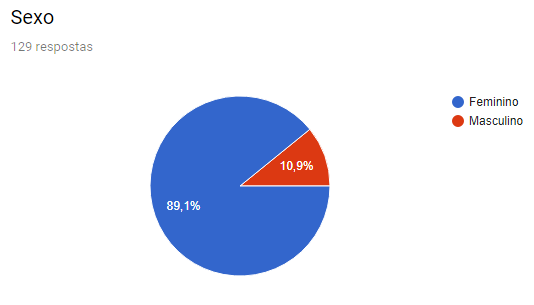 Sexo
129 respostas
Feminino
Masculino
10,9%
89,1%